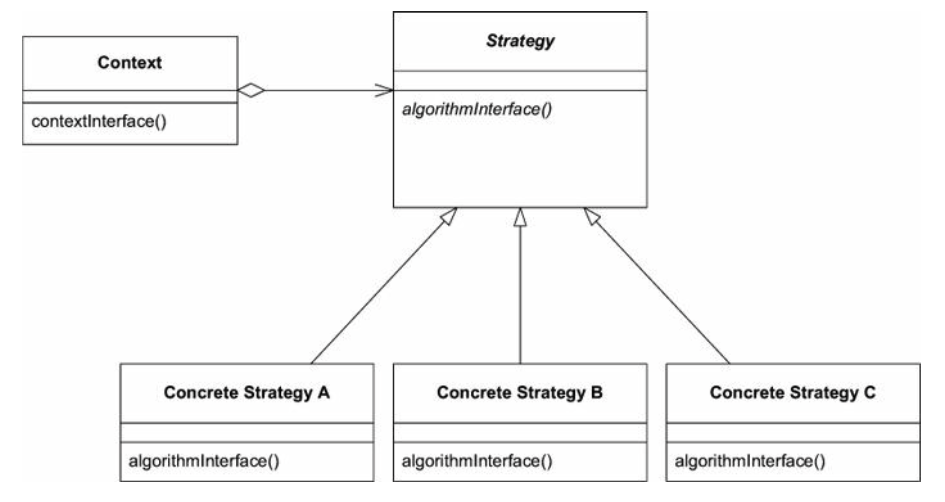 Strategy
Context
algorithmInterface()
contextInterface()
Concrete Strategy A
Concrete Strategy B
Concrete Strategy C
algorithmInterface()
algorithmInterface()
algorithmInterface()